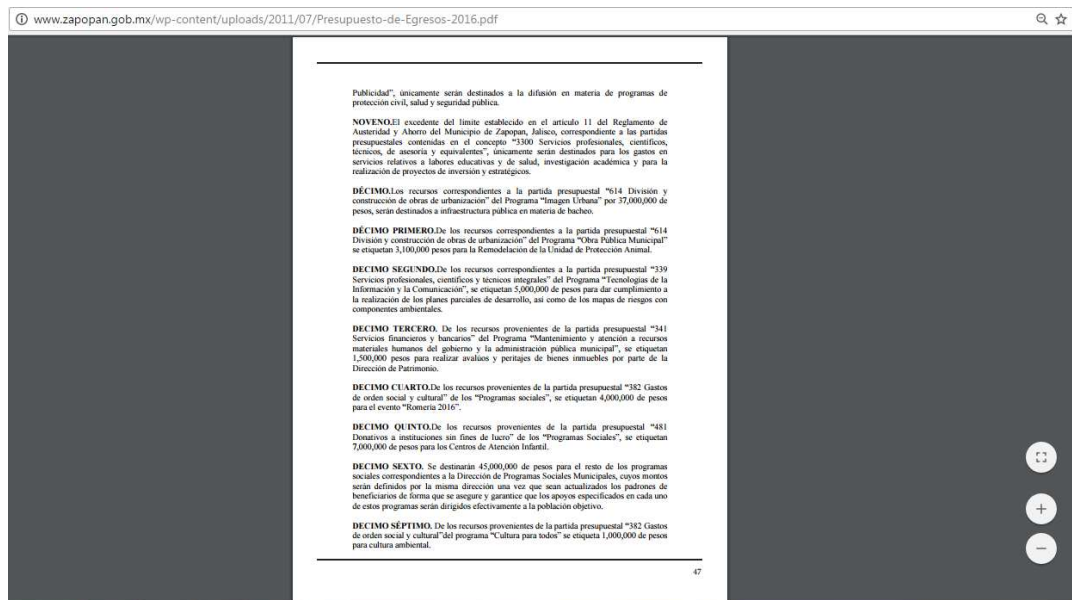 www.zapopan.gob.mx/wp-content/uploads/2011/07/Presupuesto-de-Egresos-2016.pdf
Publicidad", únicamente serán destinados a la difusión en materia de programas de
protección civil, salud y seguridad pública.
NOVENO.El excedente del límite establecido en el artículo 11 del Reglamento de
Austeridad y Ahorro del Municipio de Zapopan, Jalisco, correspondiente a las partidas
presupuestales contenidas en el concepto "3300 Servicios profesionales, científicos,
técnicos, de asesoría y equivalentes", únicamente serán destinados para los gastos en
servicios relativos a labores educativas y de salud, investigación académica y para la
realización de proyectos de inversión y estratégicos.
DÉCIMO.Los recursos correspondientes a la partida presupuestal "614 División y
construcción de obras de urbanización" del Programa "Imagen Urbana" por 37,000,000 de
pesos, serán destinados a infraestructura pública en materia de bacheo.
DÉCIMO PRIMERO.De los recursos correspondientes a la partida presupuestal "614
División y construcción de obras de urbanización" del Programa "Obra Pública Municipal"
se etiquetan 3,100,000 pesos para la Remodelación de la Unidad de Protección Animal.
DECIMO SEGUNDO.De los recursos correspondientes a la partida presupuestal "339
Servicios profesionales, científicos y técnicos integrales" del Programa "Tecnologías de la
Información y la Comunicación", se etiquetan 5,000,000 de pesos para dar cumplimiento a
la realización de los planes parciales de desarrollo, así como de los mapas de riesgos con
componentes ambientales.
DECIMO TERCERO. De los recursos provenientes de la partida presupuestal "341
Servicios financieros y bancarios" del Programa "Mantenimiento y atención a recursos
materiales humanos del gobierno y la administración pública municipal", se etiquetan
1,500,000 pesos para realizar avalúos y peritajes de bienes inmuebles por parte de la
Dirección de Patrimonio.
DECIMO CUARTO.De los recursos provenientes de la partida presupuestal "382 Gastos
de orden social y cultural" de los "Programas sociales", se etiquetan 4,000,000 de pesos
para el evento "Romería 2016".
DECIMO QUINTO.De los recursos provenientes de la partida presupuestal "481
Donativos a instituciones sin fines de lucro" de los "Programas Sociales", se etiquetan
7,000,000 de pesos para los Centros de Atención Infantil.
DECIMO SEXTO. Se destinarán 45,000,000 de pesos para el resto de los programas
sociales correspondientes a la Dirección de Programas Sociales Municipales, cuyos montos
serán definidos por la misma dirección una vez que sean actualizados los padrones de
beneficiarios de forma que se asegure y garantice que los apoyos especificados en cada uno
de estos programas serán dirigidos efectivamente a la población objetivo.
DECIMO SÉPTIMO. De los recursos provenientes de la partida presupuestal "382 Gastos
de orden social y cultural"del programa "Cultura para todos" se etiqueta 1,000,000 de pesos
para cultura ambiental.
47